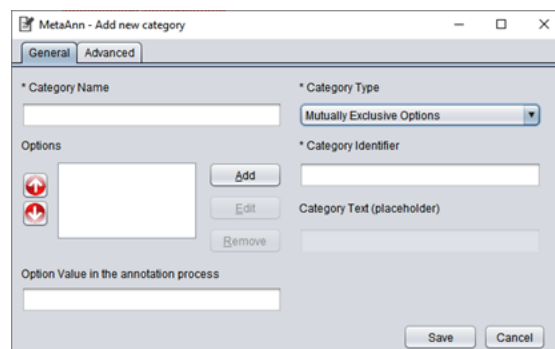 MetaAnn - Add new category
General Advanced
* Category Name
* Category Type
Mutually Exclusive Options
Options
* Category Identifier
Add
Edit
Category Text (placeholder)
Remove
Option Value in the annotation process
Save Cancel